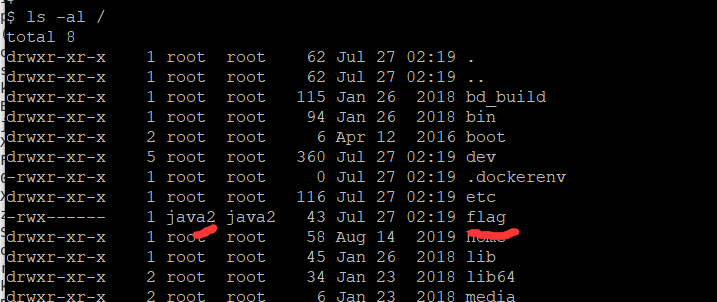 $ ls -al /
total 8
drwxr-xr-x 1 root root 62 Jul 27 02:19 .
drwxr-xr-x 1 root root 62 Jul 27 02:19 ..
drwxr-xr-x 1 root root 115 Jan 26 2018 bd_build
drwxr-xr-x 1 root root 94 Jan 26 2018 bin
drwxr-xr-x 2 root root 6 Apr 12 2016 boot
drwxr-xr-x 5 root root 360 Jul 27 02:19 dev
-rwxr-xr-x 1 root root 0 Jul 27 02:19 .dockerenv
drwxr-xr-x 1 root root 116 Jul 27 02:19 etc
-rwx------ 1 java2 java2 43 Jul 27 02:19 flag
drwxr-xr-x 1 root root 58 Aug 14 2019 home
drwxr-xr-x 1 root root 45 Jan 26 2018 lib
drwxr-xr-x 2 root root 34 Jan 23 2018 lib64
drwxr-xr-x 2 root root 6 Jan 23 2018 media